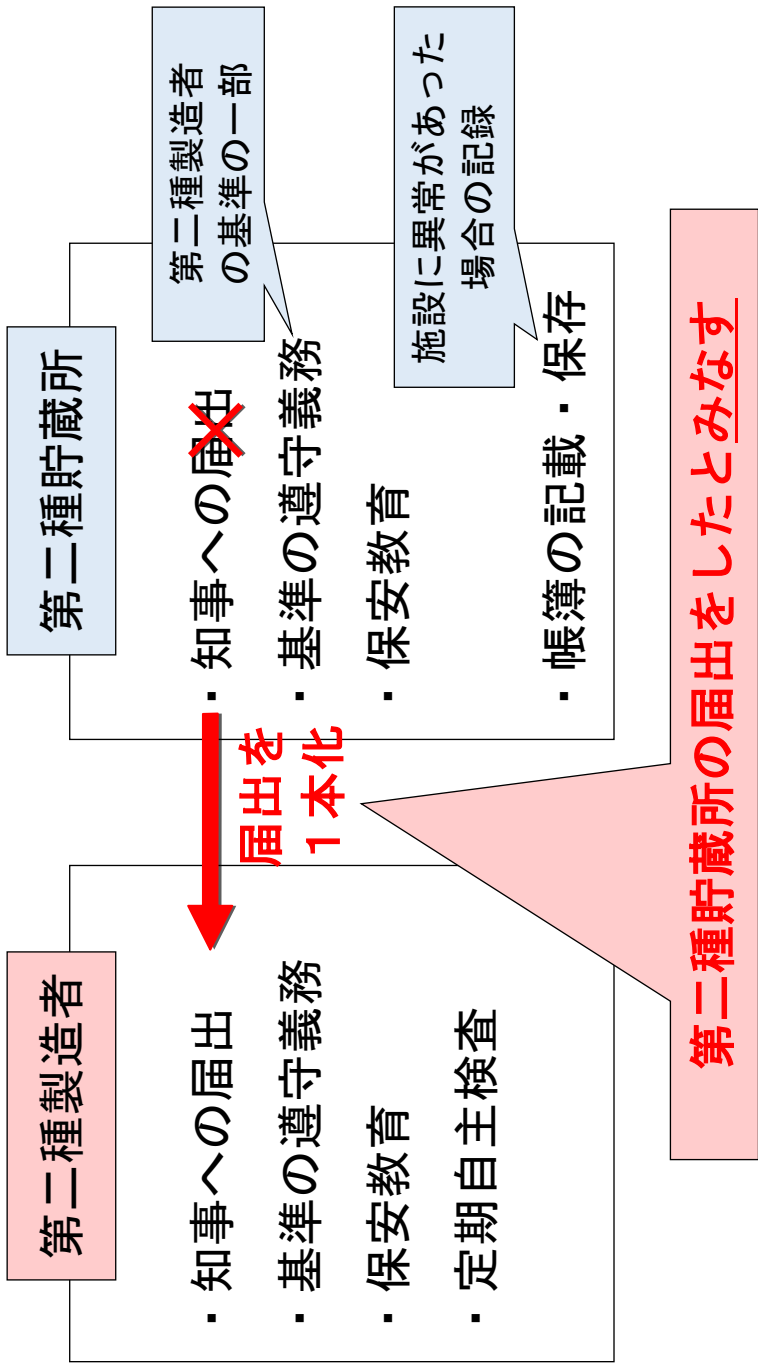 第二種製造者
・知事への届出
・基準の遵守義務
・保安教育
・定期自主検査
届出を
１本化
第二種貯蔵所
・知事への届出
・基準の遵守義務
・保安教育
・帳簿の記載・保存
第二種製造者
の基準の一部
施設に異常があった
場合の記録
第二種貯蔵所の届出をしたとみなす